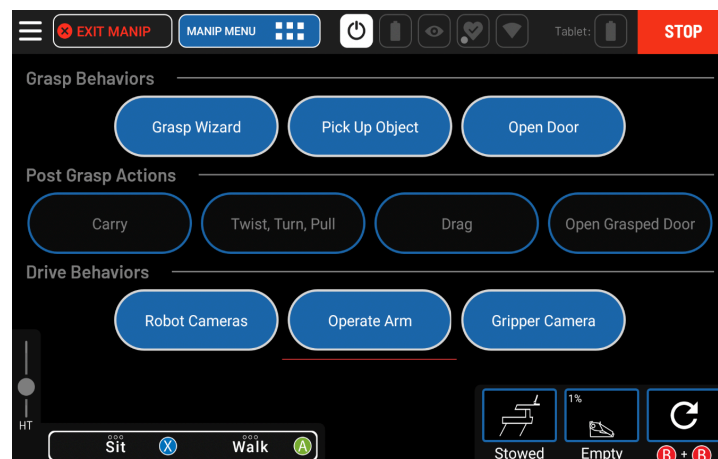 EXIT MANIP MANIP MENU Tablet: STOP
Grasp Behaviors
Grasp Wizard Pick Up Object Open Door
Post Grasp Actions
Carry Twist, Turn, Pull Drag Open Grasped Door
Drive Behaviors
Robot Cameras Operate Arm Gripper Camera
1%
HT
Sit X Walk A
Stowed Empty B + B